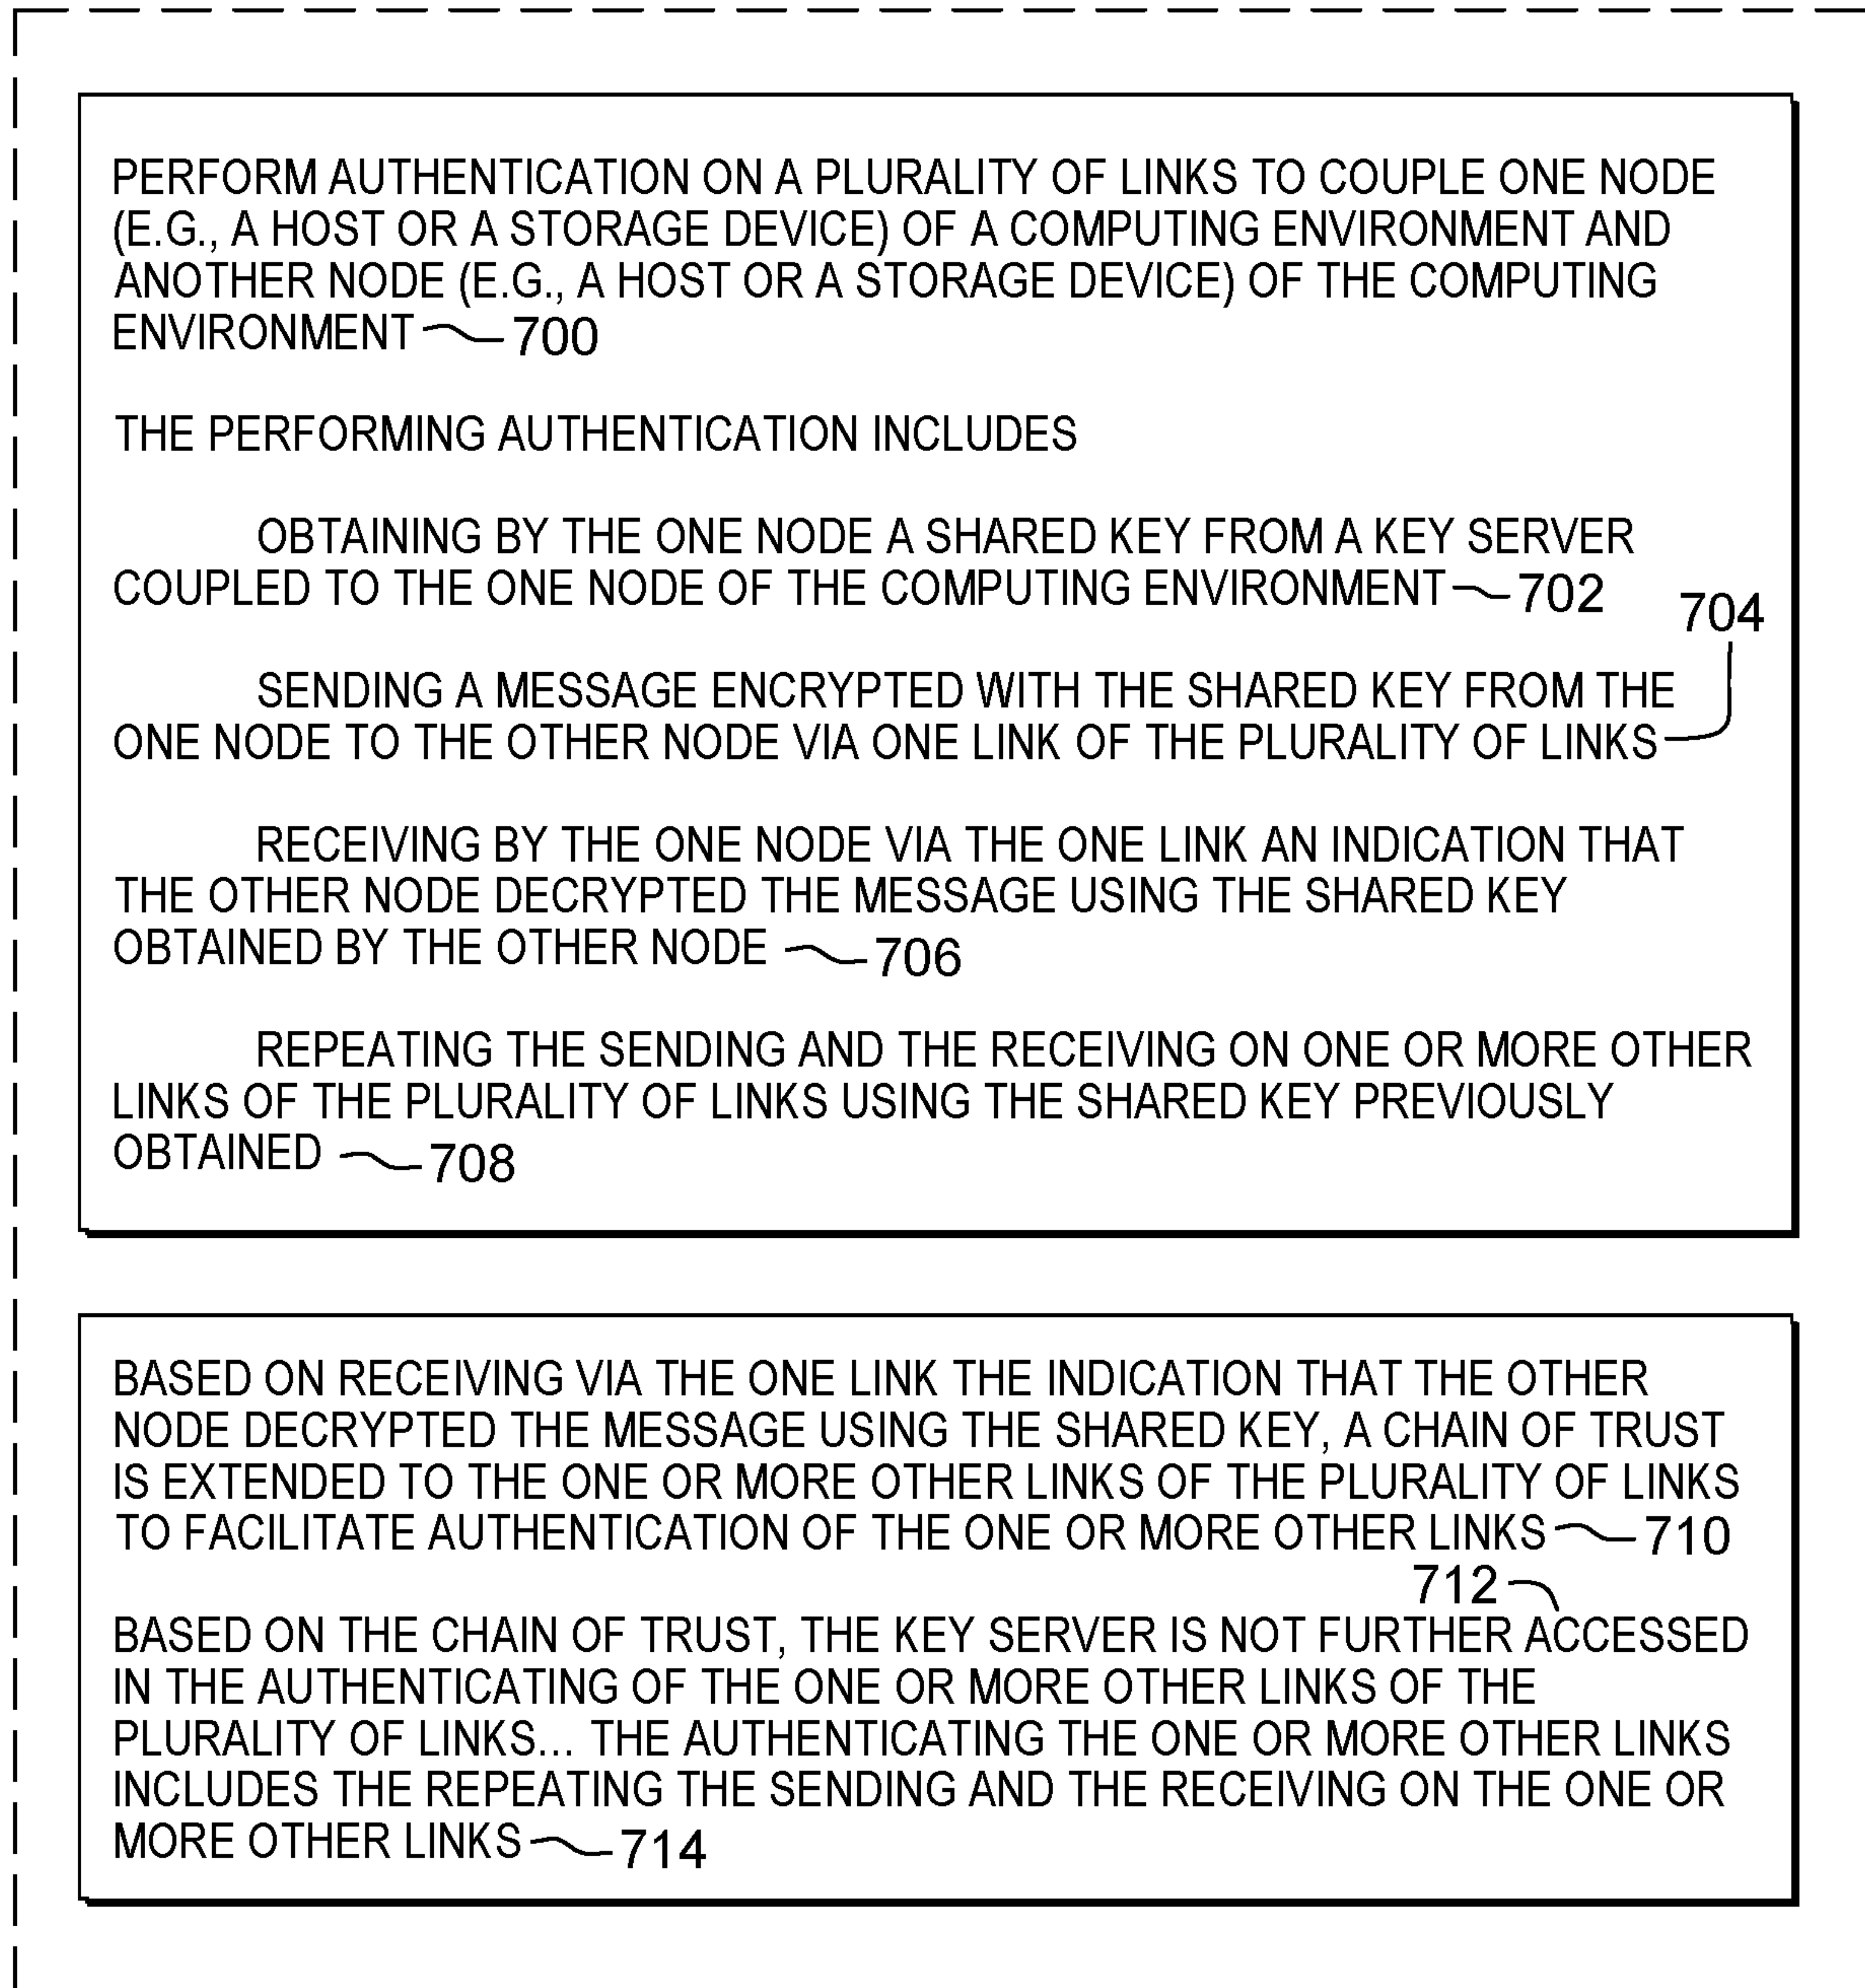 PERFORM AUTHENTICATION ON A PLURALITY OF LINKS TO COUPLE ONE NODE
(E.G., A HOST OR A STORAGE DEVICE) OF A COMPUTING ENVIRONMENT AND
ANOTHER NODE (E.G., A HOST OR A STORAGE DEVICE) OF THE COMPUTING
ENVIRONMENT 700
THE PERFORMING AUTHENTICATION INCLUDES
OBTAINING BY THE ONE NODE A SHARED KEY FROM A KEY SERVER
COUPLED TO THE ONE NODE OF THE COMPUTING ENVIRONMENT 702
704
SENDING A MESSAGE ENCRYPTED WITH THE SHARED KEY FROM THE
ONE NODE TO THE OTHER NODE VIA ONE LINK OF THE PLURALITY OF LINKS
RECEIVING BY THE ONE NODE VIA THE ONE LINK AN INDICATION THAT
THE OTHER NODE DECRYPTED THE MESSAGE USING THE SHARED KEY
OBTAINED BY THE OTHER NODE 706
REPEATING THE SENDING AND THE RECEIVING ON ONE OR MORE OTHER
LINKS OF THE PLURALITY OF LINKS USING THE SHARED KEY PREVIOUSLY
OBTAINED 708
BASED ON RECEIVING VIA THE ONE LINK THE INDICATION THAT THE OTHER
NODE DECRYPTED THE MESSAGE USING THE SHARED KEY, A CHAIN OF TRUST
IS EXTENDED TO THE ONE OR MORE OTHER LINKS OF THE PLURALITY OF LINKS
TO FACILITATE AUTHENTICATION OF THE ONE OR MORE OTHER LINKS 710
712
BASED ON THE CHAIN OF TRUST, THE KEY SERVER IS NOT FURTHER ACCESSED
IN THE AUTHENTICATING OF THE ONE OR MORE OTHER LINKS OF THE
PLURALITY OF LINKS... THE AUTHENTICATING THE ONE OR MORE OTHER LINKS
INCLUDES THE REPEATING THE SENDING AND THE RECEIVING ON THE ONE OR
MORE OTHER LINKS 714